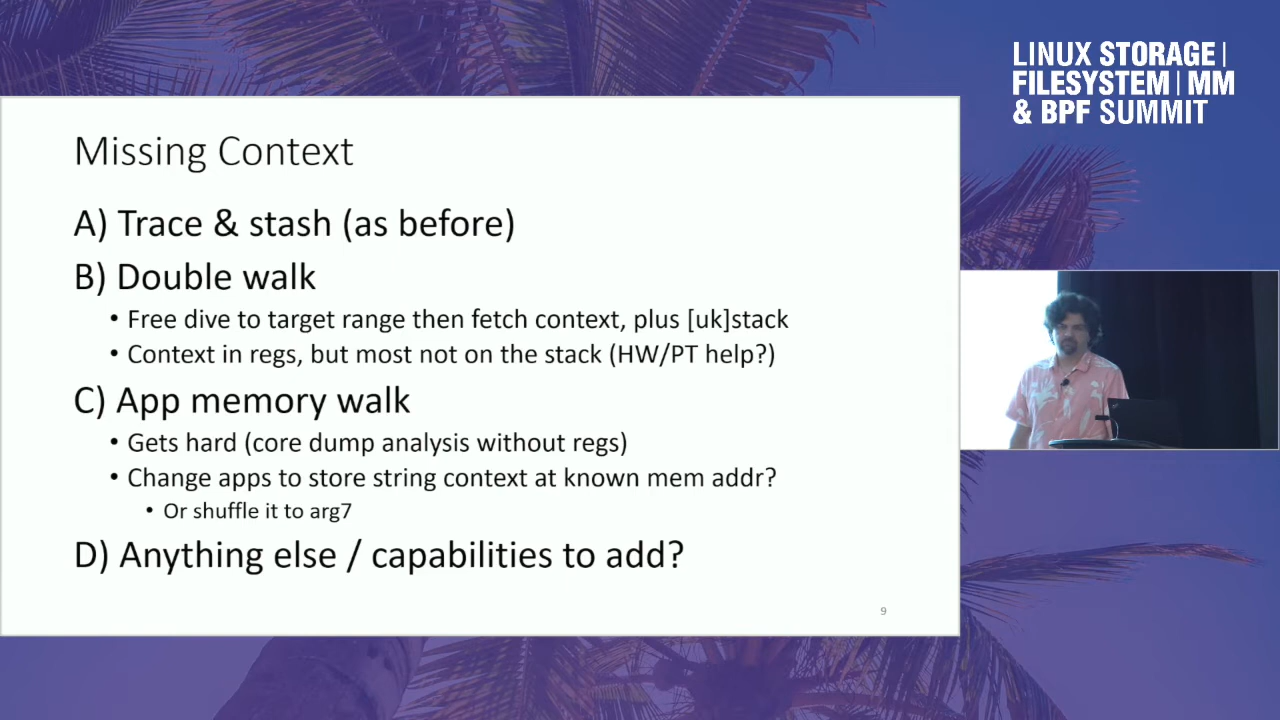 LINUX STORAGE |
FILESYSTEM | MM
& BPF SUMMIT
Missing Context
A) Trace & stash (as before)
B) Double walk
• Free dive to target range then fetch context, plus [uk]stack
• Context in regs, but most not on the stack (HW/PT help?)
C) App memory walk
• Gets hard (core dump analysis without regs)
• Change apps to store string context at known mem addr?
• Or shuffle it to arg7
D) Anything else / capabilities to add?
9